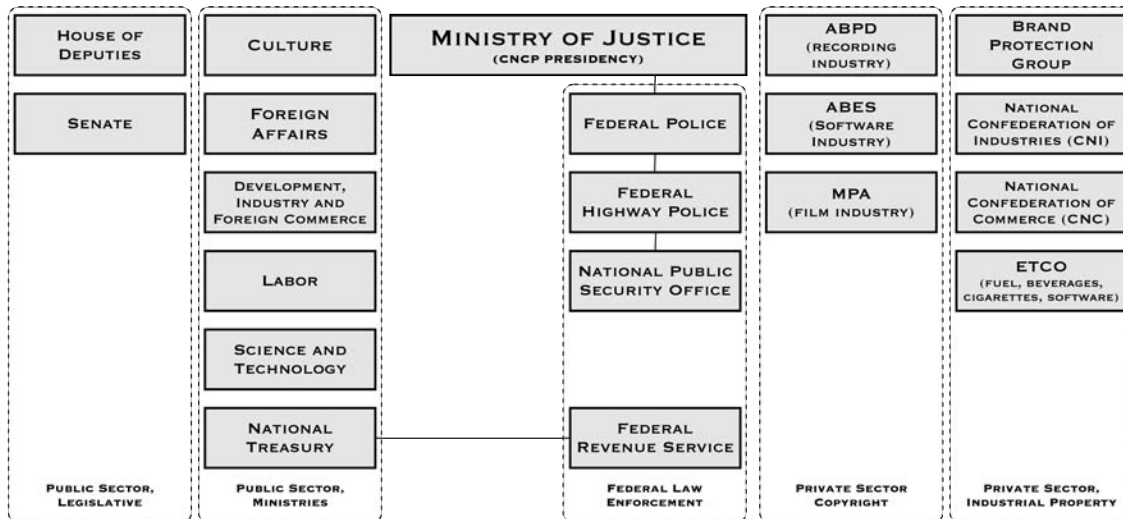 HOUSE OF
DEPUTIES
SENATE
PUBLIC SECTOR,
LEGISLATIVE
CULTURE
FOREIGN
AFFAIRS
DEVELOPMENT,
INDUSTRY AND
FOREIGN COMMERCE
LABOR
SCIENCE AND
TECHNOLOGY
NATIONAL
TREASURY
PUBLIC SECTOR,
MINISTRIES
MINISTRY OF JUSTICE
(CNCP PRESIDENCY)
FEDERAL POLICE
FEDERAL
HIGHWAY POLICE
NATIONAL PUBLIC
SECURITY OFFICE
FEDERAL
REVENUE SERVICE
FEDERAL LAW
ENFORCEMENT
ABPD
(RECORDING
INDUSTRY)
ABES
(SOFTWARE
INDUSTRY)
MPA
(FILM INDUSTRY)
PRIVATE SECTOR
COPYRIGHT
BRAND
PROTECTION
GROUP
NATIONAL
CONFEDERATION OF
INDUSTRIES (CNI)
NATIONAL
CONFEDERATION OF
COMMERCE (CNC)
ETCO
(FUEL, BEVERAGES,
CIGARETTES, SOFTWARE)
PRIVATE SECTOR,
INDUSTRIAL PROPERTY